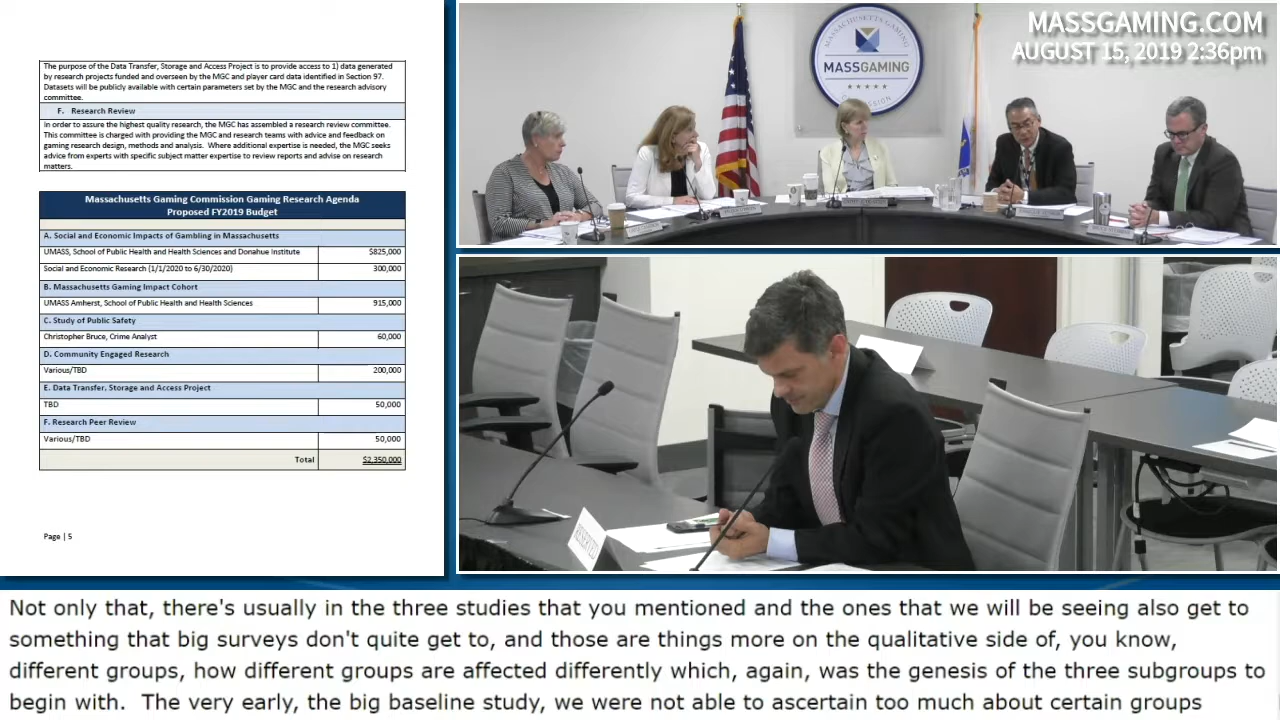 The purpose of the Data Transfer, Storage and Access Project is to provide access to 1) data generated
by research projects funded and overseen by the MGC and player card data identified in Section 97.
Datasets will be publicly available with certain parameters set by the MGC and the research advisory
committee.
F. Research Review
In order to assure the highest quality research, the MGC has assembled a research review committee.
This committee is charged with providing the MGC and research teams with advice and feedback on
gaming research design, methods and analysis. Where additional expertise is needed, the MGC seeks
advice from experts with specific subject matter expertise to review reports and advise on research
matters.
Massachusetts Gaming Commission Gaming Research Agenda
Proposed FY2019 Budget
A. Social and Economic Impacts of Gambling in Massachusetts
UMASS, School of Public Health and Health Sciences and Donahue Institute $825,000
Social and Economic Research (1/1/2020 to 6/30/2020) 300,000
B. Massachusetts Gaming Impact Cohort
UMASS Amherst, School of Public Health and Health Sciences 915,000
C. Study of Public Safety
Christopher Bruce, Crime Analyst 60,000
D. Community Engaged Research
Various/TBD 200,000
E. Data Transfer, Storage and Access Project
TBD 50,000
F. Research Peer Review
Various/TBD 50,000
Total $2,350,000
Page | 5
MASSGAMING.COM
AUGUST 15, 2019 2:36pm
MASSACHUSETTS GAMING
MASSGAMING
COMMISSION
RESERVED
Not only that, there's usually in the three studies that you mentioned and the ones that we will be seeing also get to
something that big surveys don't quite get to, and those are things more on the qualitative side of, you know,
different groups, how different groups are affected differently which, again, was the genesis of the three subgroups to
begin with. The very early, the big baseline study, we were not able to ascertain too much about certain groups